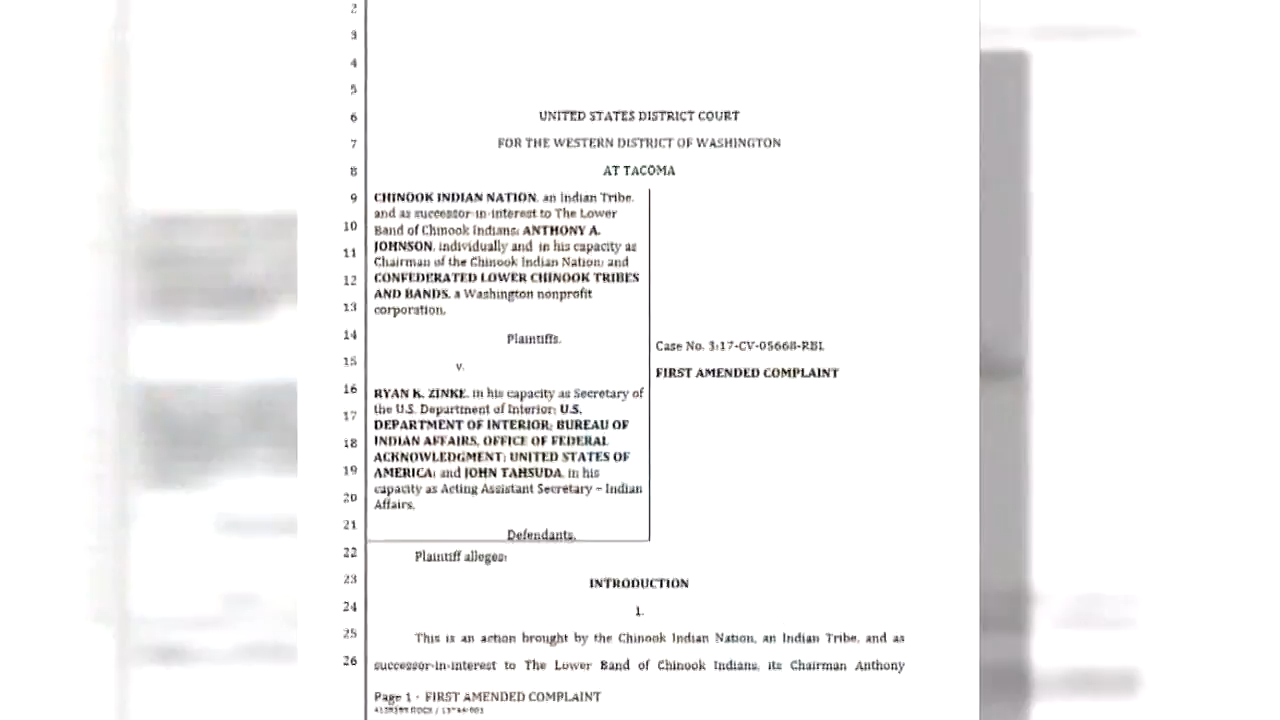 2
3
4
5
6 UNITED STATES DISTRICT COURT
7 FOR THE WESTERN DISTRICT OF WASHINGTON
8 AT TACOMA
9 CHINOOK INDIAN NATION, an Indian Tribe,
and as successor-in-interest to The Lower
10 Band of Chinook Indians; ANTHONY A.
11 JOHNSON, individually and in his capacity as
Chairman of the Chinook Indian Nation; and
12 CONFEDERATED LOWER CHINOOK TRIBES
13 AND BANDS, a Washington nonprofit
corporation,
14 Plaintiffs,
Case No. 3:17-CV-05668-RBL
15 v.
FIRST AMENDED COMPLAINT
16 RYAN K. ZINKE, in his capacity as Secretary of
17 the U.S. Department of Interior; U.S.
DEPARTMENT OF INTERIOR; BUREAU OF
18 INDIAN AFFAIRS, OFFICE OF FEDERAL
ACKNOWLEDGMENT; UNITED STATES OF
19 AMERICA; and JOHN TAHSUDA, in his
20 capacity as Acting Assistant Secretary – Indian
Affairs,
21 Defendants.
22 Plaintiff alleges:
23 INTRODUCTION
24 1.
25 This is an action brought by the Chinook Indian Nation, an Indian Tribe, and as
26 successor-in-interest to The Lower Band of Chinook Indians, its Chairman Anthony
Page 1 - FIRST AMENDED COMPLAINT